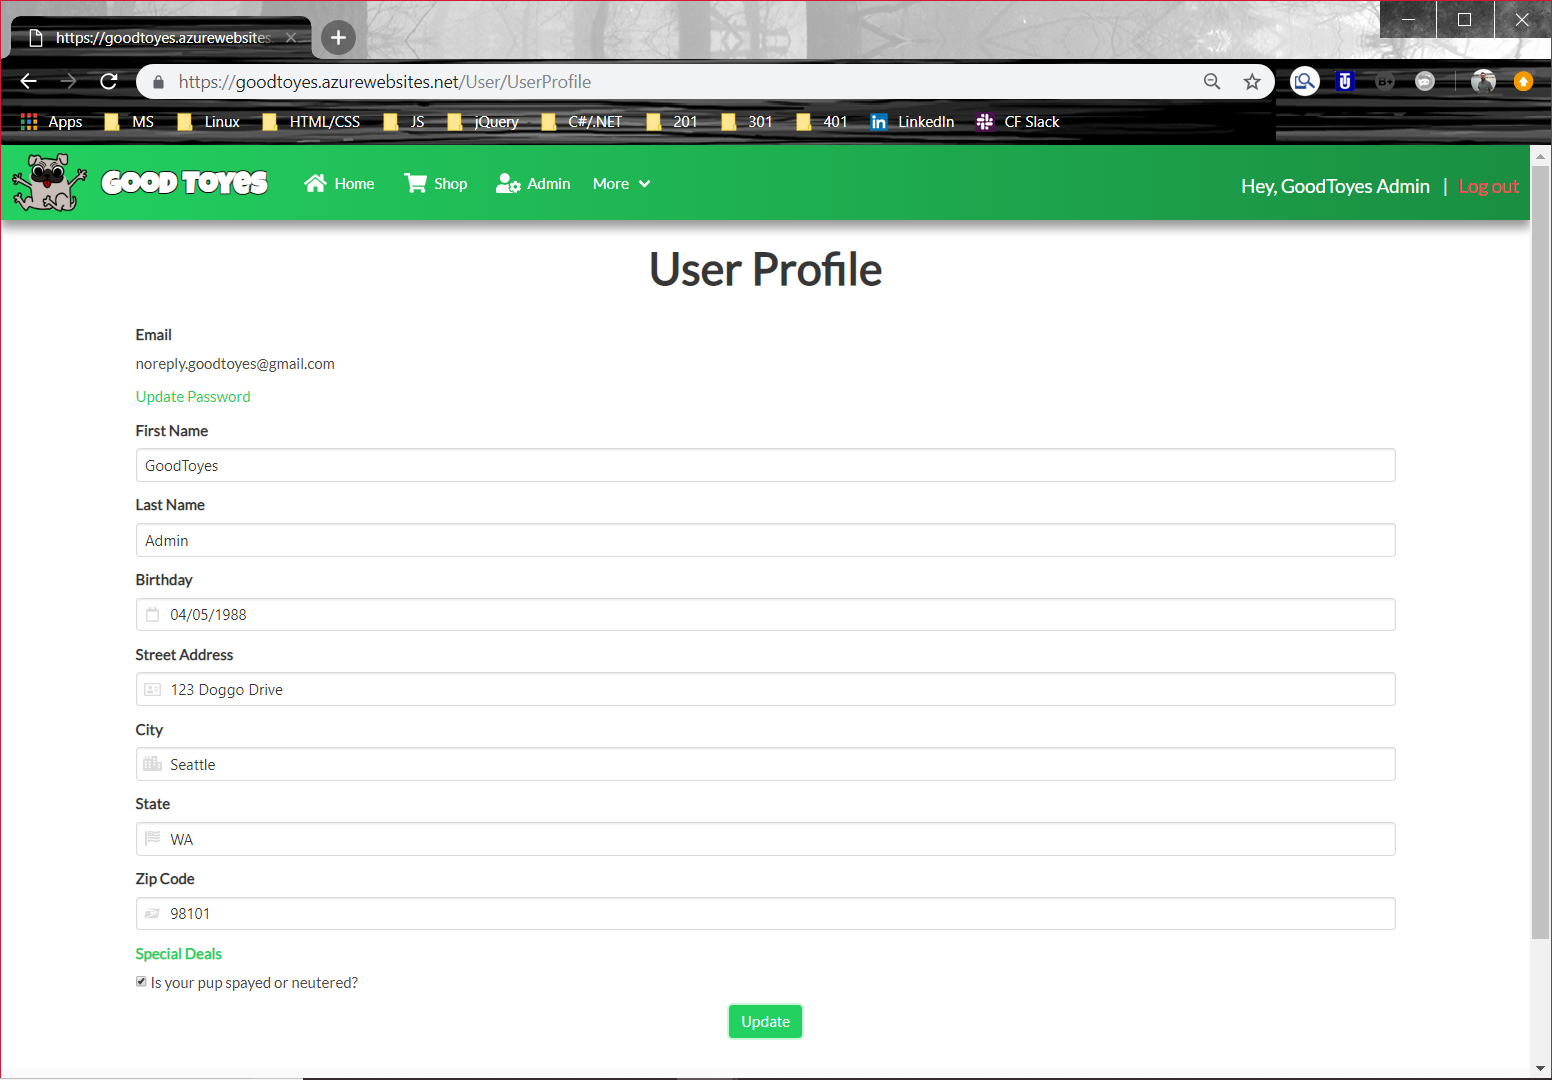 https://goodtoyes.azurewebsites
https://goodtoyes.azurewebsites.net/User/UserProfile
Apps MS Linux HTML/CSS JS jQuery C#/.NET 201 301 401 LinkedIn CF Slack
GOOD TOYES Home Shop Admin More Hey, GoodToyes Admin | Log out
User Profile
Email
noreply.goodtoyes@gmail.com
Update Password
First Name
GoodToyes
Last Name
Admin
Birthday
04/05/1988
Street Address
123 Doggo Drive
City
Seattle
State
WA
Zip Code
98101
Special Deals
Is your pup spayed or neutered?
Update